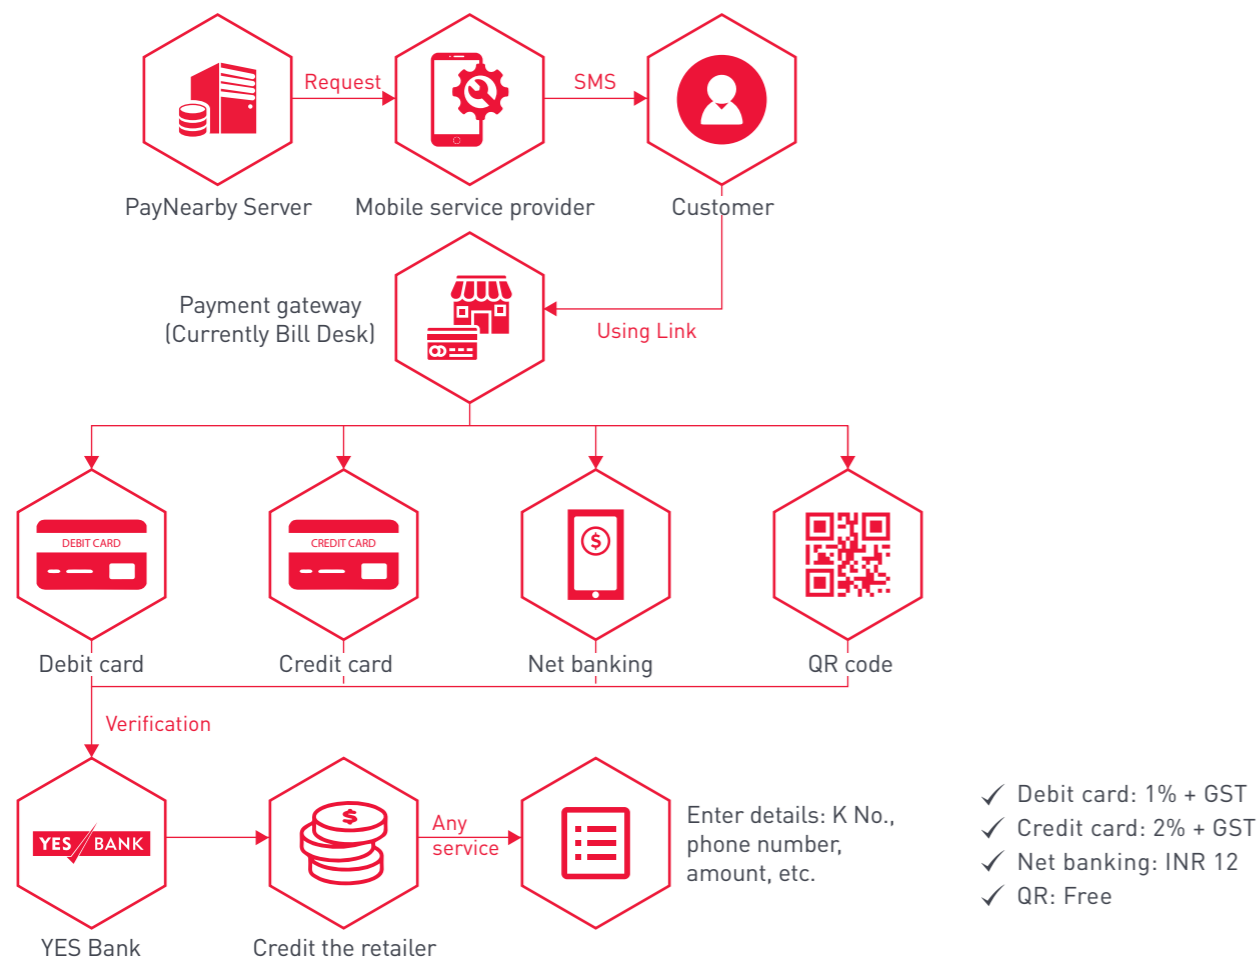 Request
SMS
PayNearby Server
Mobile service provider
Customer
Payment gateway
(Currently Bill Desk)
Using Link
DEBIT CARD
CREDIT CARD
$
Debit card
Credit card
Net banking
QR code
Verification
YES BANK
$
Any
service
Enter details: K No.,
phone number,
amount, etc.
YES Bank
Credit the retailer
Debit card: 1% + GST
Credit card: 2% + GST
Net banking: INR 12
QR: Free